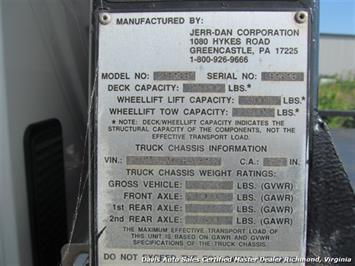 MANUFACTURED BY:
JERR-DAN CORPORATION
1080 HYKES ROAD
GREENCASTLE, PA 17225
1-800-926-9666
MODEL NO: SERIAL NO:
DECK CAPACITY: LBS.*
WHEELLIFT LIFT CAPACITY: LBS.*
WHEELLIFT TOW CAPACITY: LBS.*
* NOTE: DECK/WHEELLIFT CAPACITY INDICATES THE
STRUCTURAL CAPACITY OF THE COMPONENTS, NOT THE
EFFECTIVE TRANSPORT LOAD.
TRUCK CHASSIS INFORMATION
VIN.: C.A.: IN.
TRUCK CHASSIS WEIGHT RATINGS:
GROSS VEHICLE: LBS. (GVWR)
FRONT AXLE: LBS. (GAWR)
1st REAR AXLE: LBS. (GAWR)
2nd REAR AXLE: LBS. (GAWR)
THE MAXIMUM EFFECTIVE TRANSPORT LOAD OF
THIS UNIT IS BASED ON GAWR AND GVWR
SPECIFICATIONS OF THE TRUCK CHASSIS.
DO NOT
Davis Auto Sales Certified Master Dealer Richmond, Virginia